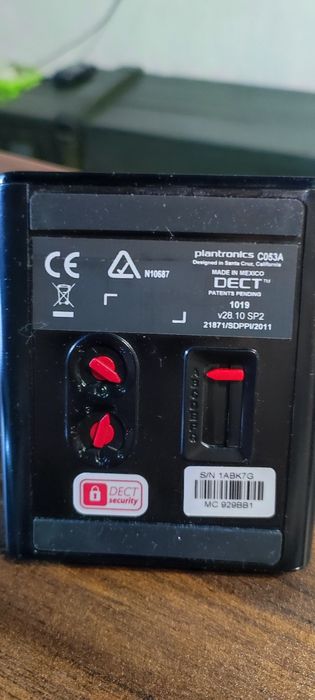 CE
N10687
plantronics C053A
Designed in Santa Cruz, California
MADE IN MEXICO
DECT™
PATENTS PENDING
1019
v28.10 SP2
21871/SDPPI/2011
DECT
security
S/N 1ABK7G
MC 929BB1